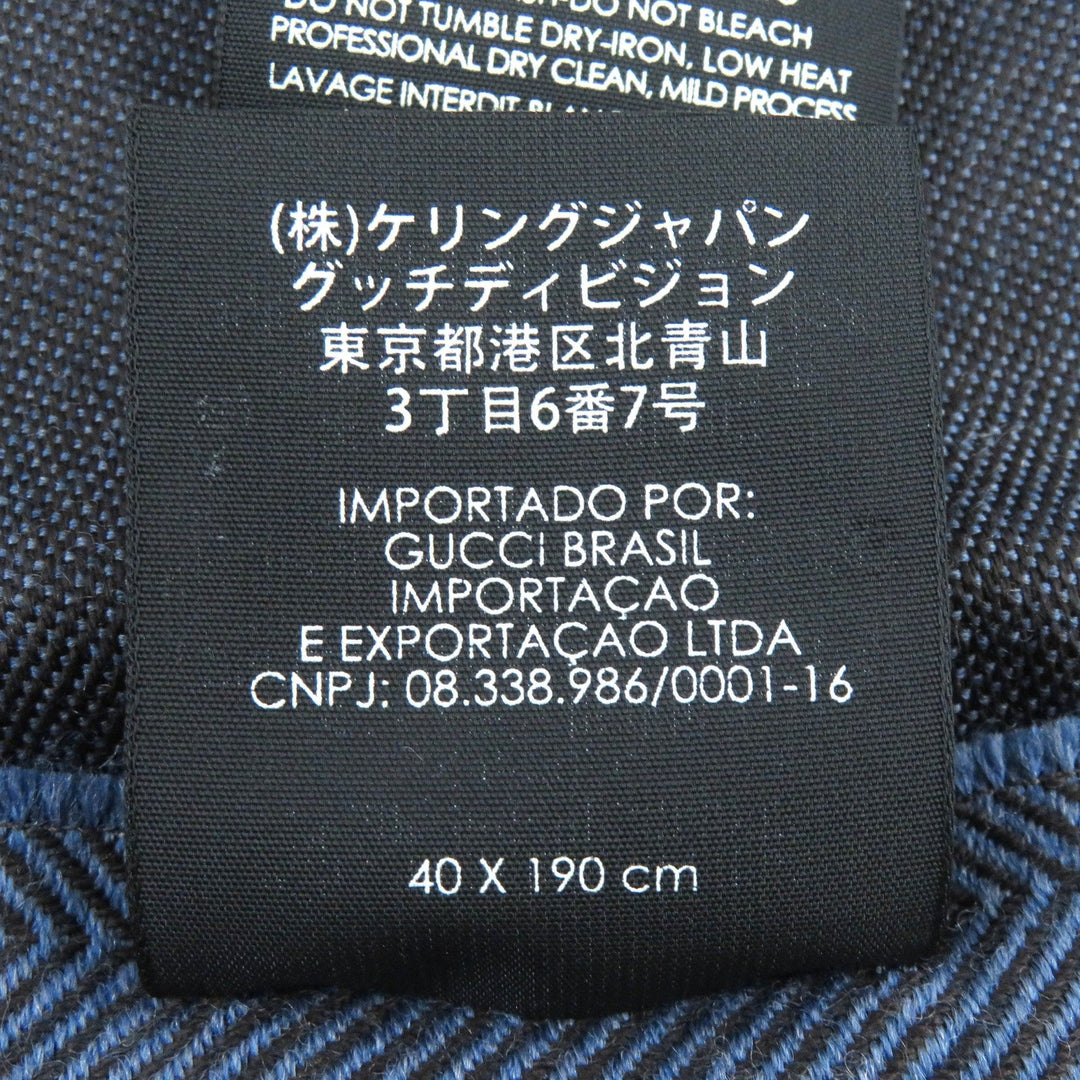 DO NOT BLEACH
DO NOT TUMBLE DRY-IRON, LOW HEAT
PROFESSIONAL DRY CLEAN, MILD PROCESS
LAVAGE INTERDIT
(株)ケリングジャパン
グッチディビジョン
東京都港区北青山
3丁目6番7号
IMPORTADO POR:
GUCCI BRASIL
IMPORTAÇAO
E EXPORTAÇAO LTDA
CNPJ: 08.338.986/0001-16
40 X 190 cm